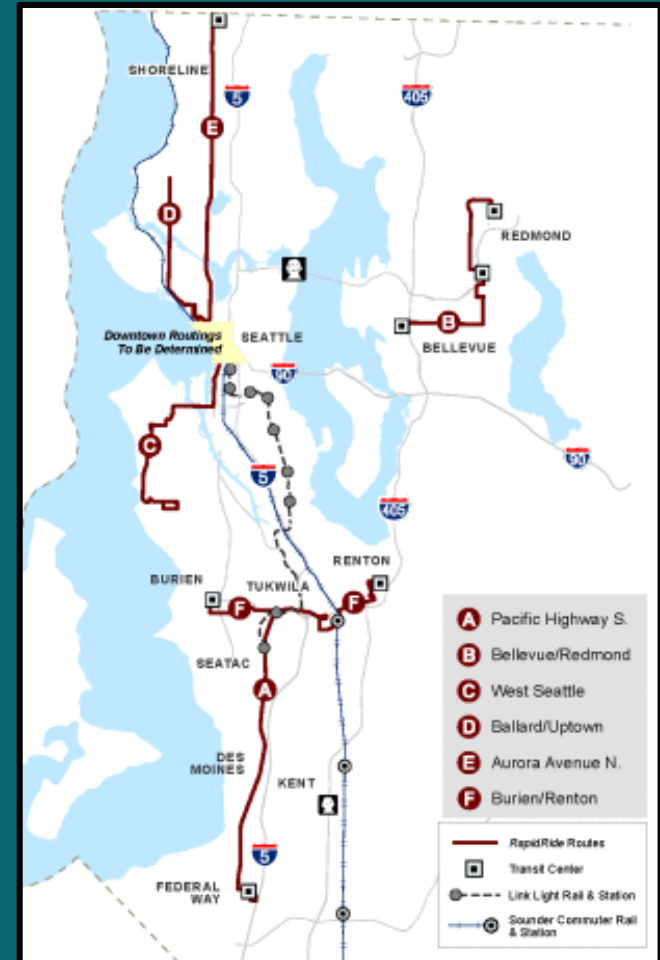 SHORELINE
5
405
E
D
REDMOND
Downtown Routings
To Be Determined
SEATTLE
B
BELLEVUE
90
C
5
90
405
RENTON
BURIEN
TUKWILA
F
F
SEATAC
A
DES
MOINES
KENT
5
FEDERAL
WAY
A Pacific Highway S.
B Bellevue/Redmond
C West Seattle
D Ballard/Uptown
E Aurora Avenue N.
F Burien/Renton
RapidRide Routes
Transit Center
Link Light Rail & Station
Sounder Commuter Rail
& Station